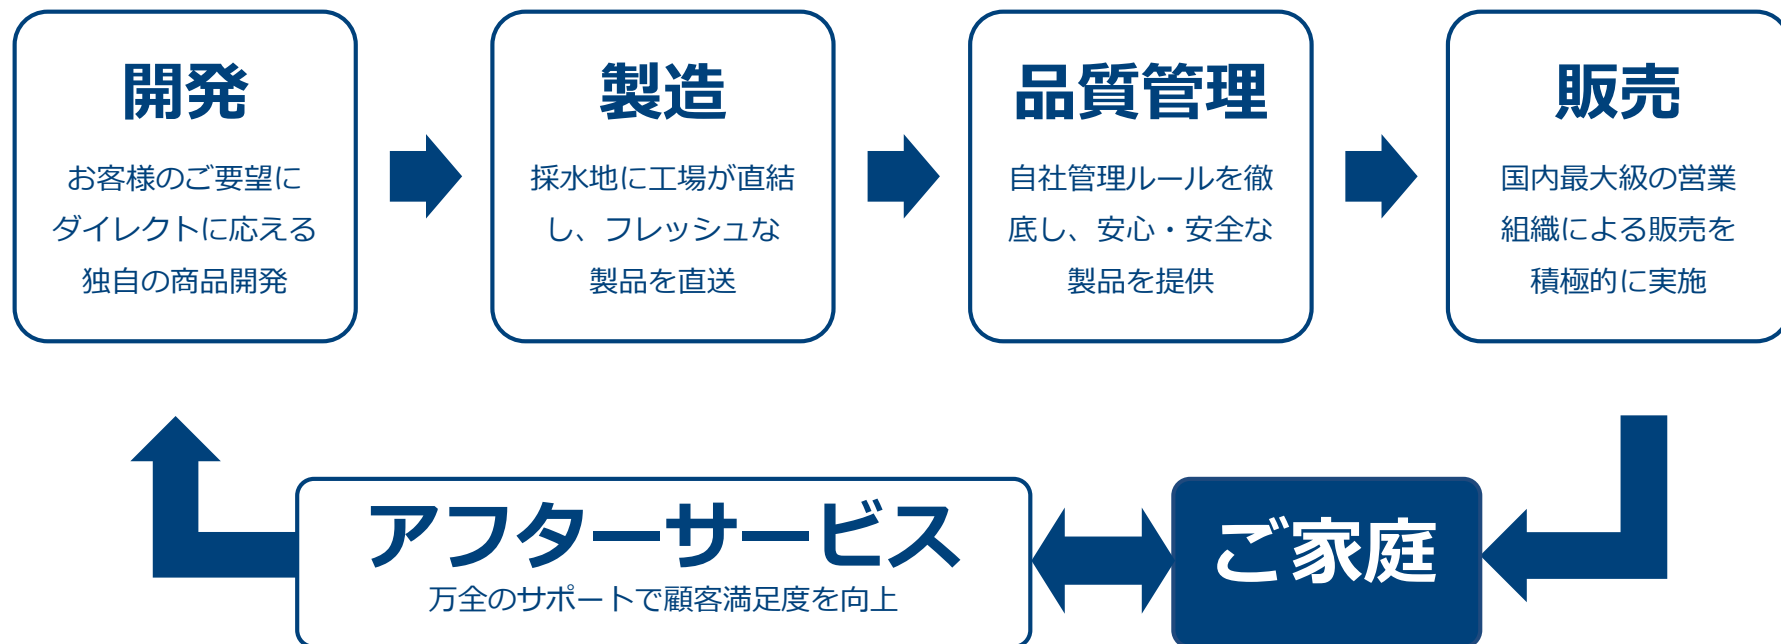 開発
お客様のご要望に
ダイレクトに応える
独自の商品開発
製造
採水地に工場が直結
し、フレッシュな
製品を直送
品質管理
自社管理ルールを徹
底し、安心・安全な
製品を提供
販売
国内最大級の営業
組織による販売を
積極的に実施
アフターサービス
万全のサポートで顧客満足度を向上
ご家庭